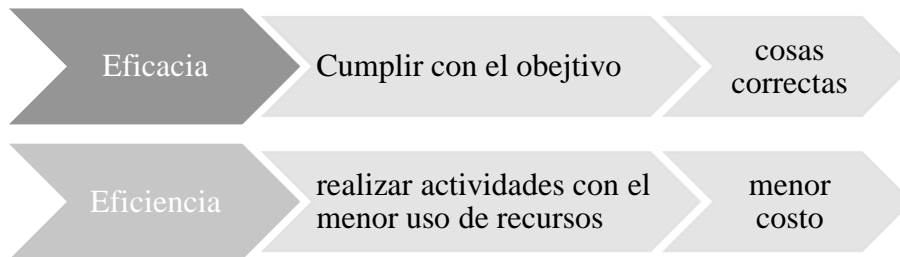 Eficacia
Cumplir con el obejtivo
cosas
correctas
Eficiencia
realizar actividades con el
menor uso de recursos
menor
costo